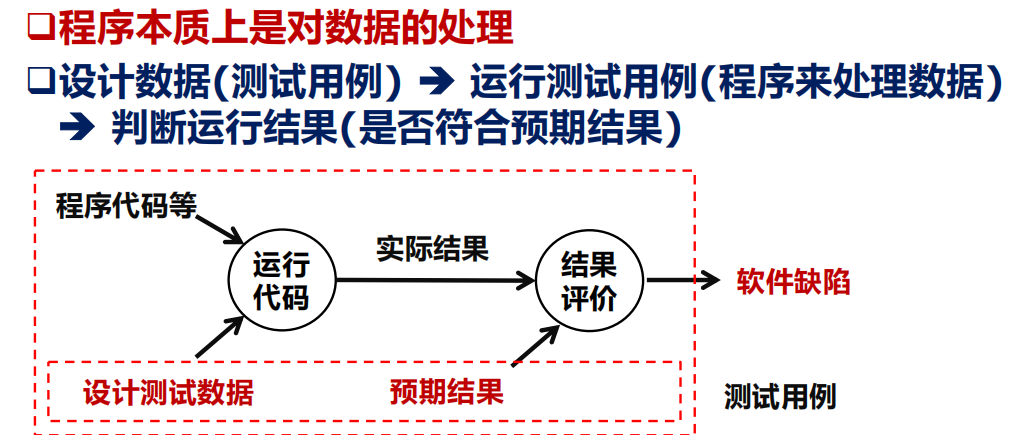 ❑程序本质上是对数据的处理
❑设计数据(测试用例) ➔ 运行测试用例(程序来处理数据)
➔ 判断运行结果(是否符合预期结果)
程序代码等
实际结果
运行
代码
结果
评价
软件缺陷
设计测试数据
预期结果
测试用例